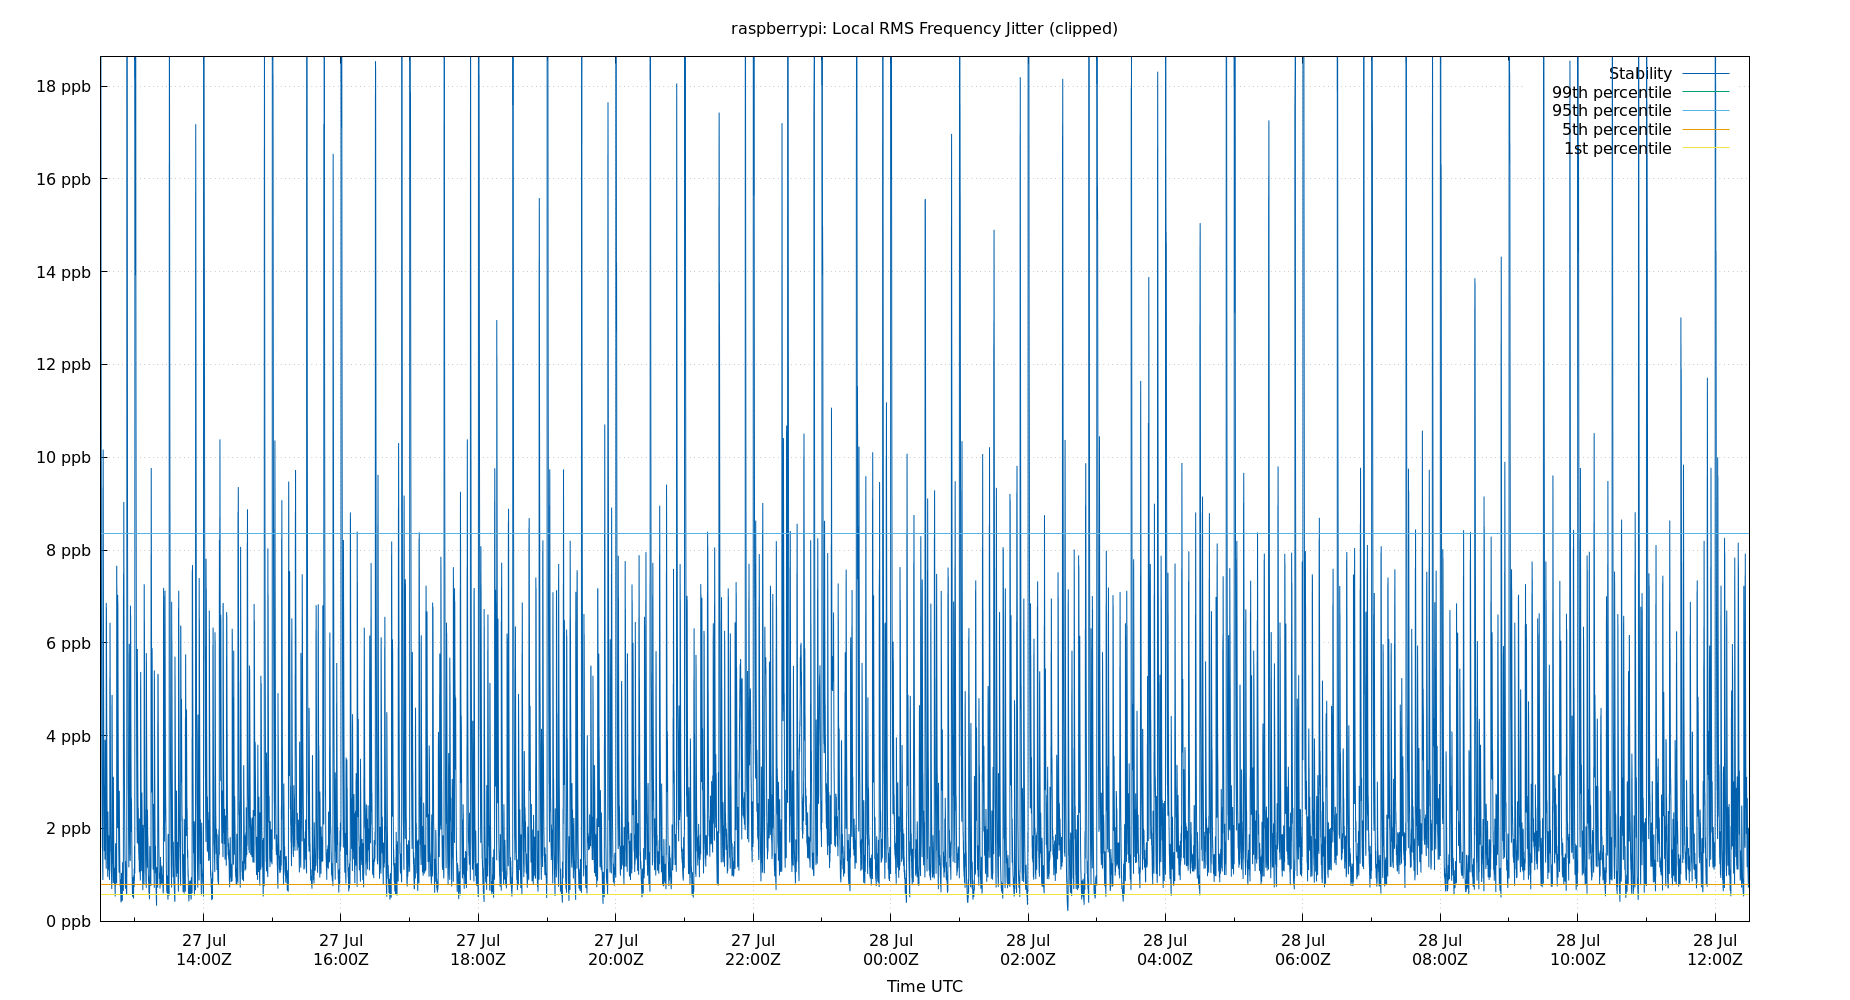 raspberrypi: Local RMS Frequency Jitter (clipped)
Stability
99th percentile
95th percentile
5th percentile
1st percentile
18 ppb
16 ppb
14 ppb
12 ppb
10 ppb
8 ppb
6 ppb
4 ppb
2 ppb
0 ppb
27 Jul 27 Jul 27 Jul 27 Jul 27 Jul 28 Jul 28 Jul 28 Jul 28 Jul 28 Jul 28 Jul 28 Jul
14:00Z 16:00Z 18:00Z 20:00Z 22:00Z 00:00Z 02:00Z 04:00Z 06:00Z 08:00Z 10:00Z 12:00Z
Time UTC